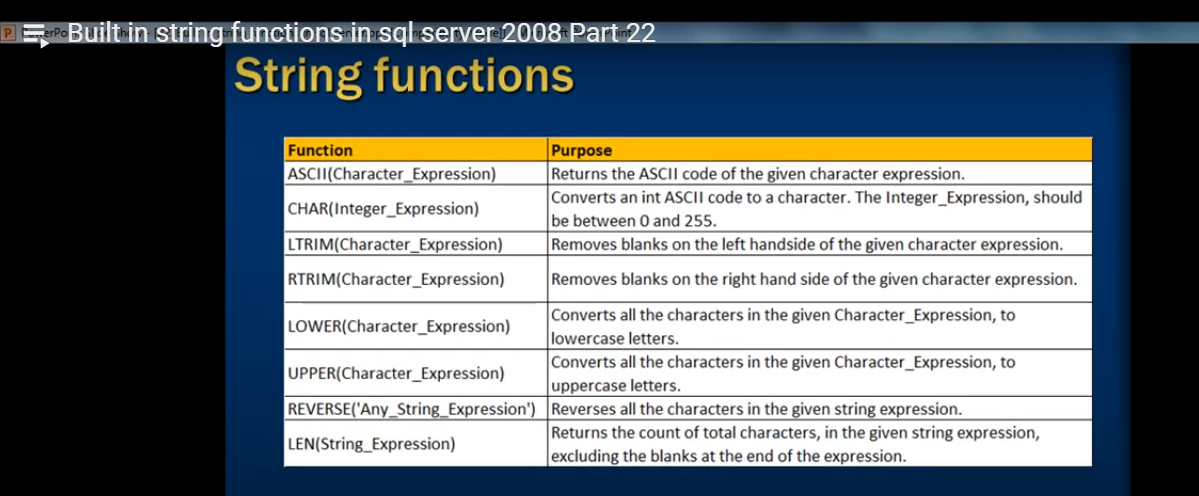 Built in string functions in sql server 2008 Part 22
String functions
Function Purpose
ASCII(Character_Expression) Returns the ASCII code of the given character expression.
CHAR(Integer_Expression) Converts an int ASCII code to a character. The Integer_Expression, should
be between 0 and 255.
LTRIM(Character_Expression) Removes blanks on the left handside of the given character expression.
RTRIM(Character_Expression) Removes blanks on the right hand side of the given character expression.
LOWER(Character_Expression) Converts all the characters in the given Character_Expression, to
lowercase letters.
UPPER(Character_Expression) Converts all the characters in the given Character_Expression, to
uppercase letters.
REVERSE('Any_String_Expression') Reverses all the characters in the given string expression.
LEN(String_Expression) Returns the count of total characters, in the given string expression,
excluding the blanks at the end of the expression.